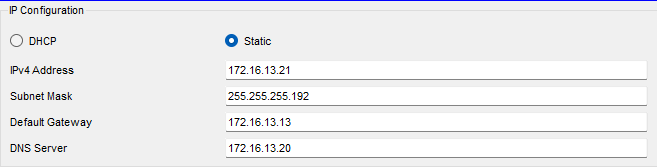 IP Configuration
DHCP Static
IPv4 Address 172.16.13.21
Subnet Mask 255.255.255.192
Default Gateway 172.16.13.13
DNS Server 172.16.13.20